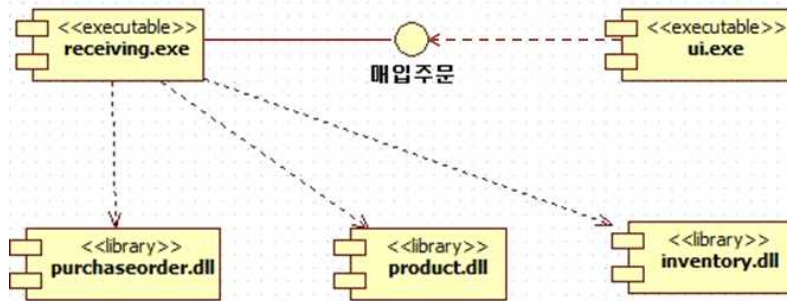 <<executable>>
receiving.exe
매입주문
<<executable>>
ui.exe
<<library>>
purchaseorder.dll
<<library>>
product.dll
<<library>>
inventory.dll